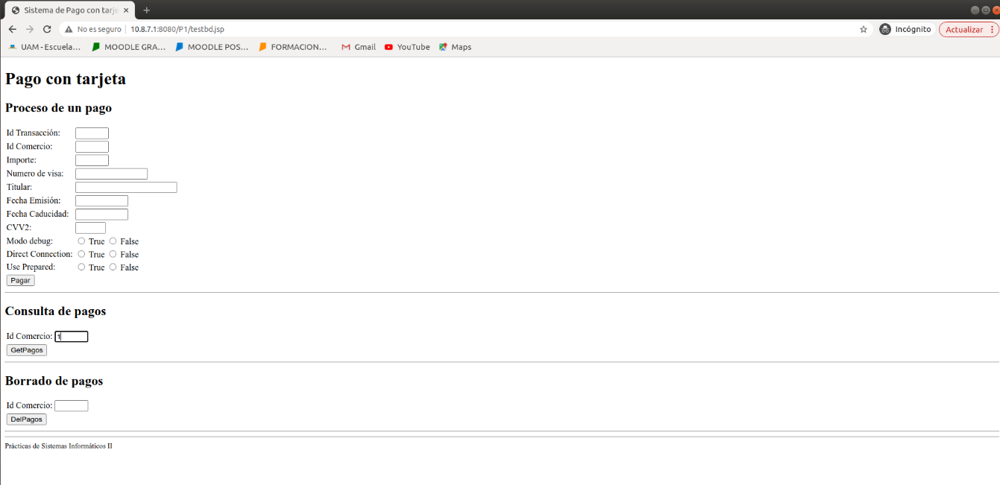 Sistema de Pago con tarje
No es seguro 10.8.7.1:8080/P1/testbd.jsp Incógnito Actualizar
UAM - Escuela... MOODLE GRA... MOODLE POS... FORMACION... Gmail YouTube Maps
Pago con tarjeta
Proceso de un pago
Id Transacción:
Id Comercio:
Importe:
Numero de visa:
Titular:
Fecha Emisión:
Fecha Caducidad:
CVV2:
Modo debug: True False
Direct Connection: True False
Use Prepared: True False
Pagar
Consulta de pagos
Id Comercio: 1
GetPagos
Borrado de pagos
Id Comercio:
DelPagos
Prácticas de Sistemas Informáticos II